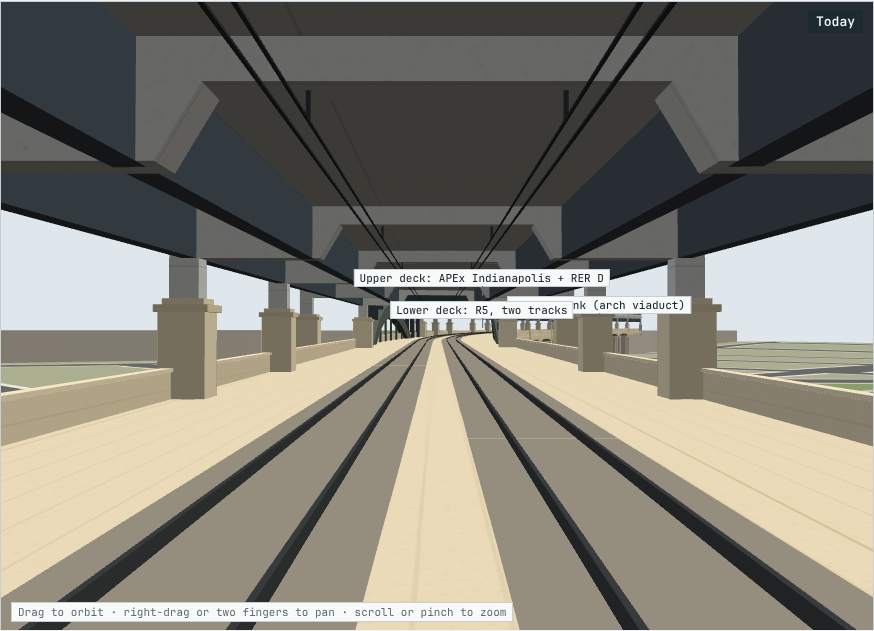 Today
Upper deck: APEx Indianapolis + RER D
nk (arch viaduct)
Lower deck: R5, two tracks
Drag to orbit · right-drag or two fingers to pan · scroll or pinch to zoom